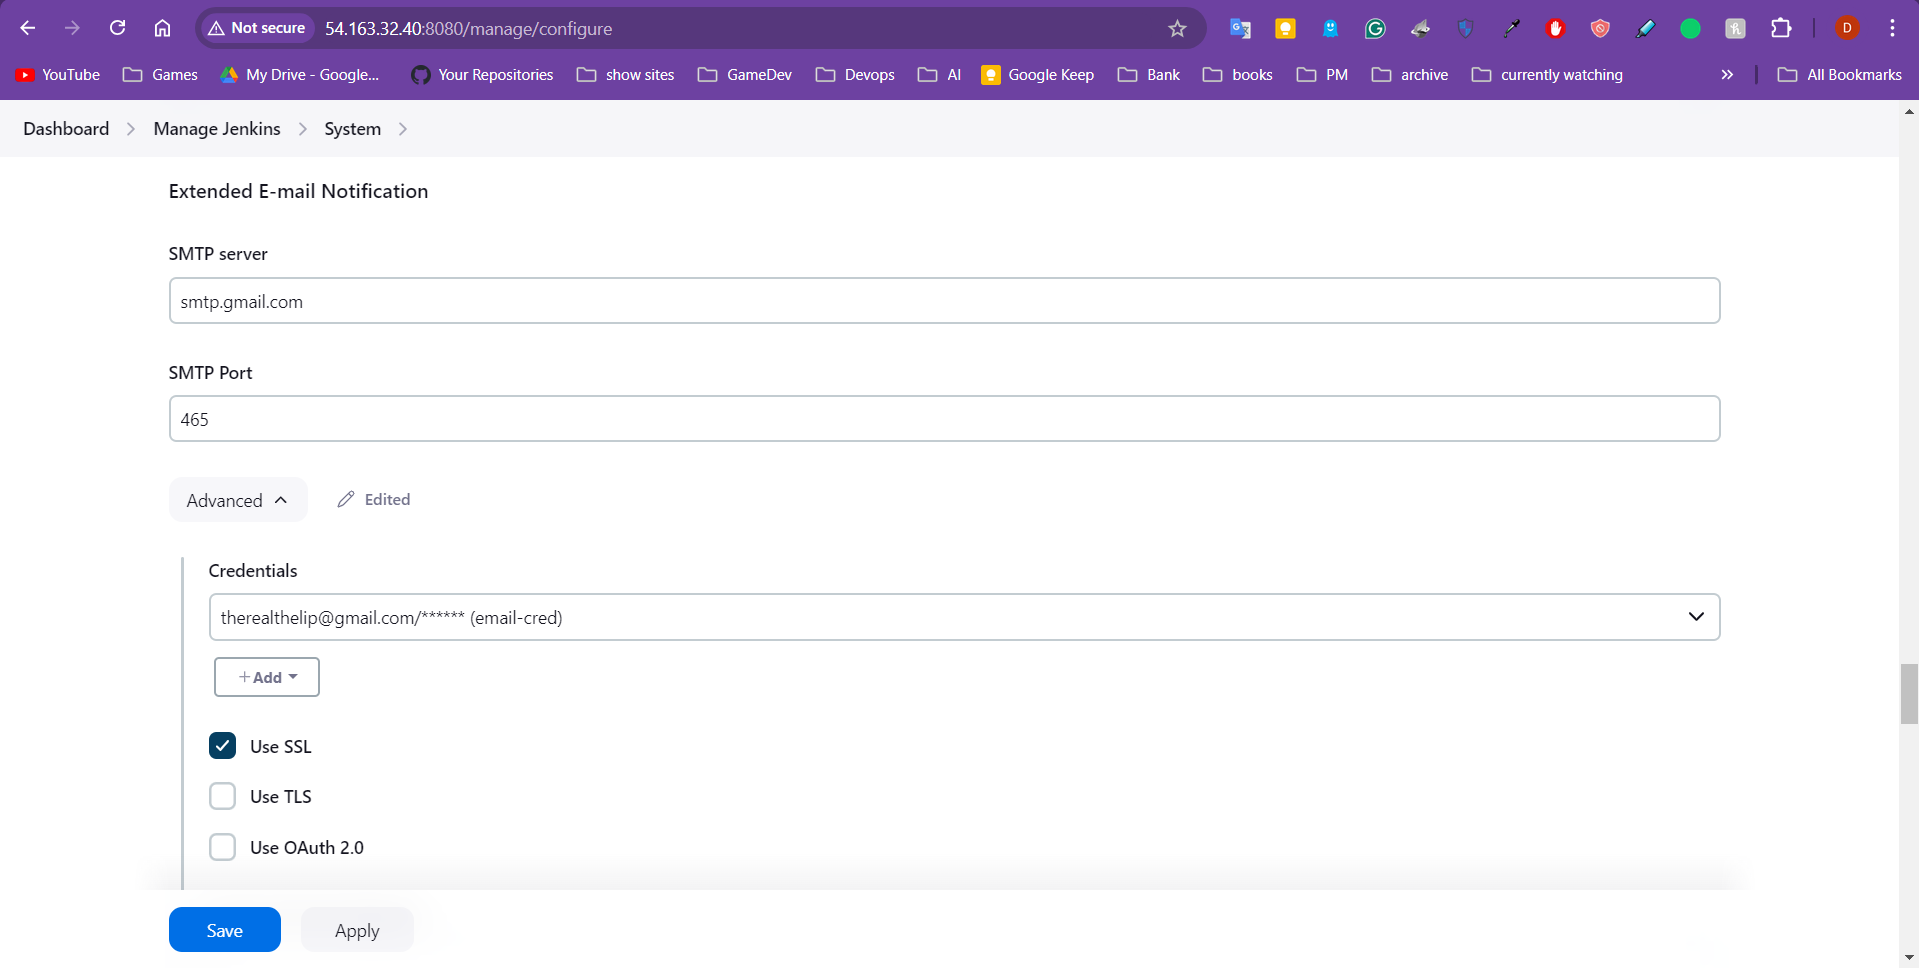 Not secure 54.163.32.40:8080/manage/configure
YouTube Games My Drive - Google... Your Repositories show sites GameDev Devops AI Google Keep Bank books PM archive currently watching » All Bookmarks
Dashboard > Manage Jenkins > System >
Extended E-mail Notification
SMTP server
smtp.gmail.com
SMTP Port
465
Advanced Edited
Credentials
therealthelip@gmail.com/****** (email-cred)
+ Add
Use SSL
Use TLS
Use OAuth 2.0
Save Apply